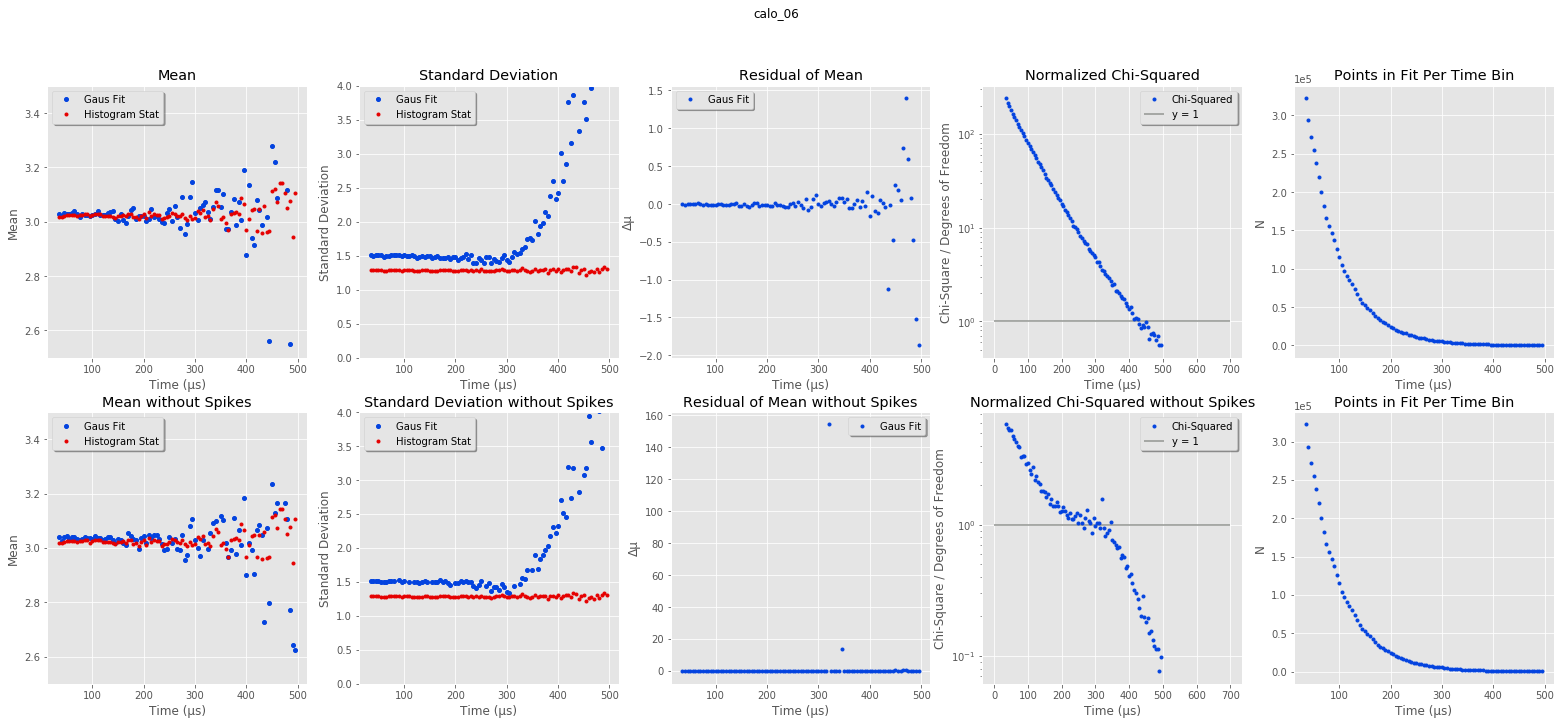 calo_06
Mean
Standard Deviation
Residual of Mean
Normalized Chi-Squared
Points in Fit Per Time Bin
Gaus Fit
Histogram Stat
3.4
3.2
3.0
2.8
2.6
Mean
100 200 300 400 500
Time (µs)
Gaus Fit
Histogram Stat
4.0
3.5
3.0
2.5
2.0
1.5
1.0
0.5
0.0
Standard Deviation
100 200 300 400 500
Time (µs)
Gaus Fit
1.5
1.0
0.5
0.0
−0.5
−1.0
−1.5
−2.0
Δµ
100 200 300 400 500
Time (µs)
Chi-Squared
y = 1
10²
10¹
10⁰
Chi-Square / Degrees of Freedom
0 100 200 300 400 500 600 700
Time (µs)
1e5
3.0
2.5
2.0
1.5
1.0
0.5
0.0
N
100 200 300 400 500
Time (µs)
Mean without Spikes
Standard Deviation without Spikes
Residual of Mean without Spikes
Normalized Chi-Squared without Spikes
Points in Fit Per Time Bin
Gaus Fit
Histogram Stat
3.4
3.2
3.0
2.8
2.6
Mean
100 200 300 400 500
Time (µs)
Gaus Fit
Histogram Stat
4.0
3.5
3.0
2.5
2.0
1.5
1.0
0.5
0.0
Standard Deviation
100 200 300 400 500
Time (µs)
Gaus Fit
160
140
120
100
80
60
40
20
0
Δµ
100 200 300 400 500
Time (µs)
Chi-Squared
y = 1
10⁰
10⁻¹
Chi-Square / Degrees of Freedom
0 100 200 300 400 500 600 700
Time (µs)
1e5
3.0
2.5
2.0
1.5
1.0
0.5
0.0
N
100 200 300 400 500
Time (µs)